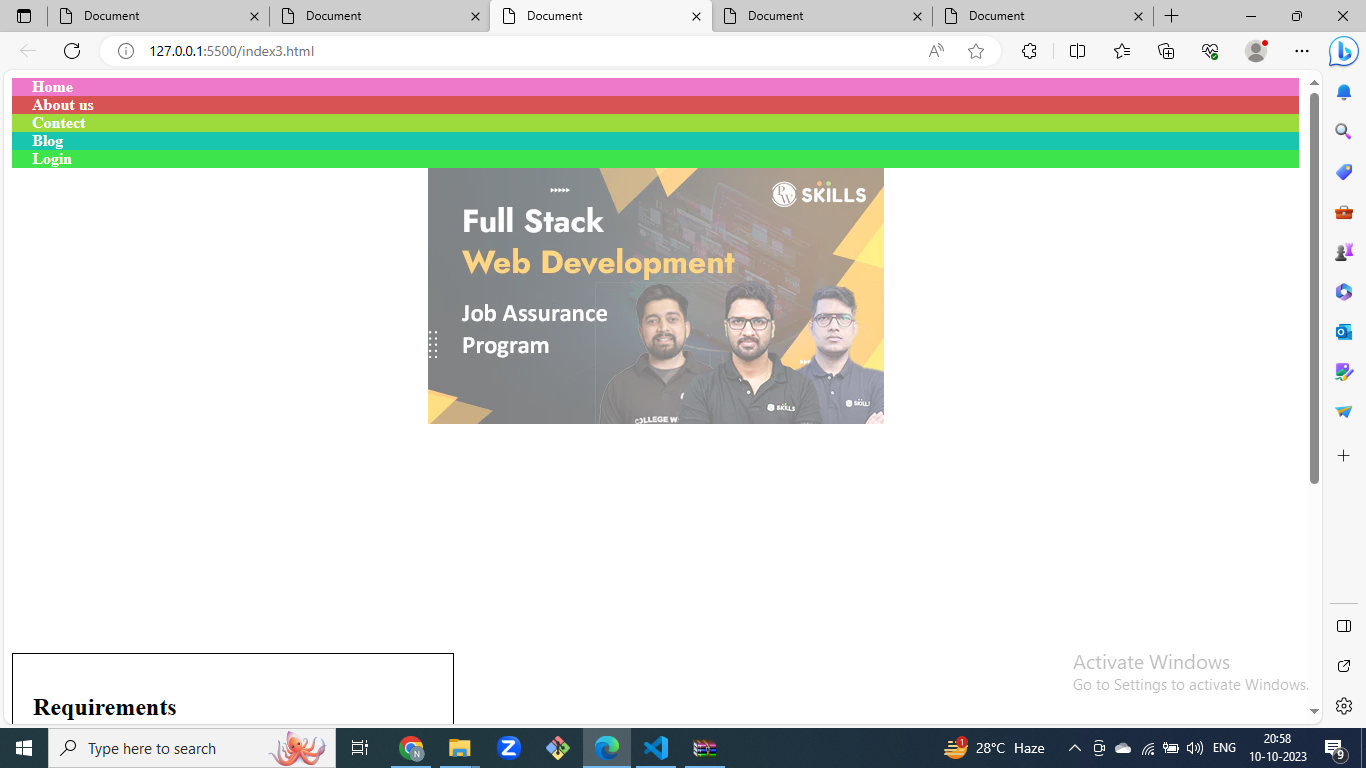 Document
Document
Document
Document
Document
127.0.0.1:5500/index3.html
Home
About us
Contect
Blog
Login
PW SKILLS
Full Stack
Web Development
Job Assurance
Program
COLLEGE W
SKILLS
SKILLS
Requirements
Activate Windows
Go to Settings to activate Windows.
Type here to search
N
Z
1
28°C Haze
ENG
20:58
10-10-2023
9